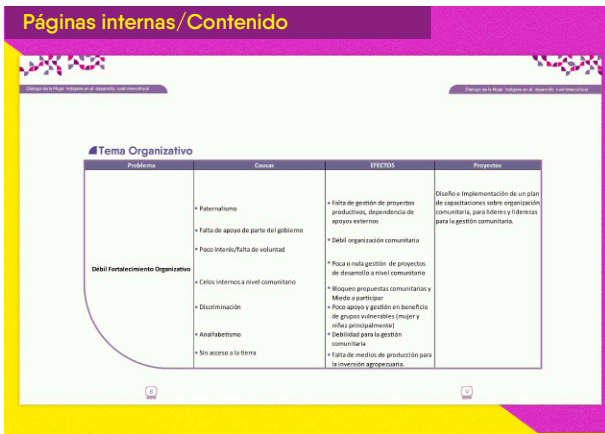 Páginas internas/Contenido
Dialogo de la Mujer Indígena en el desarrollo rural intercultural
Dialogo de la Mujer Indígena en el desarrollo rural intercultural
Tema Organizativo
Problema
Causas
EFECTOS
Proyectos
Débil Fortalecimiento Organizativo
• Paternalismo
• Falta de apoyo de parte del gobierno
• Poco Interés/falta de voluntad
• Celos internos a nivel comunitario
• Discriminación
• Analfabetismo
• Sin acceso a la tierra
• Falta de gestión de proyectos
productivos, dependencia de
apoyos externos
• Débil organización comunitaria
• Poca o nula gestión de proyectos
de desarrollo a nivel comunitario
• Bloqueo propuestas comunitarias y
Miedo a participar
• Poco apoyo y gestión en beneficio
de grupos vulnerables (mujer y
niñez principalmente)
• Debilidad para la gestión
comunitaria
• Falta de medios de producción para
la inversión agropecuaria.
Diseño e Implementación de un plan
de capacitaciones sobre organización
comunitaria, para lideres y lideresas
para la gestión comunitaria.
8
9